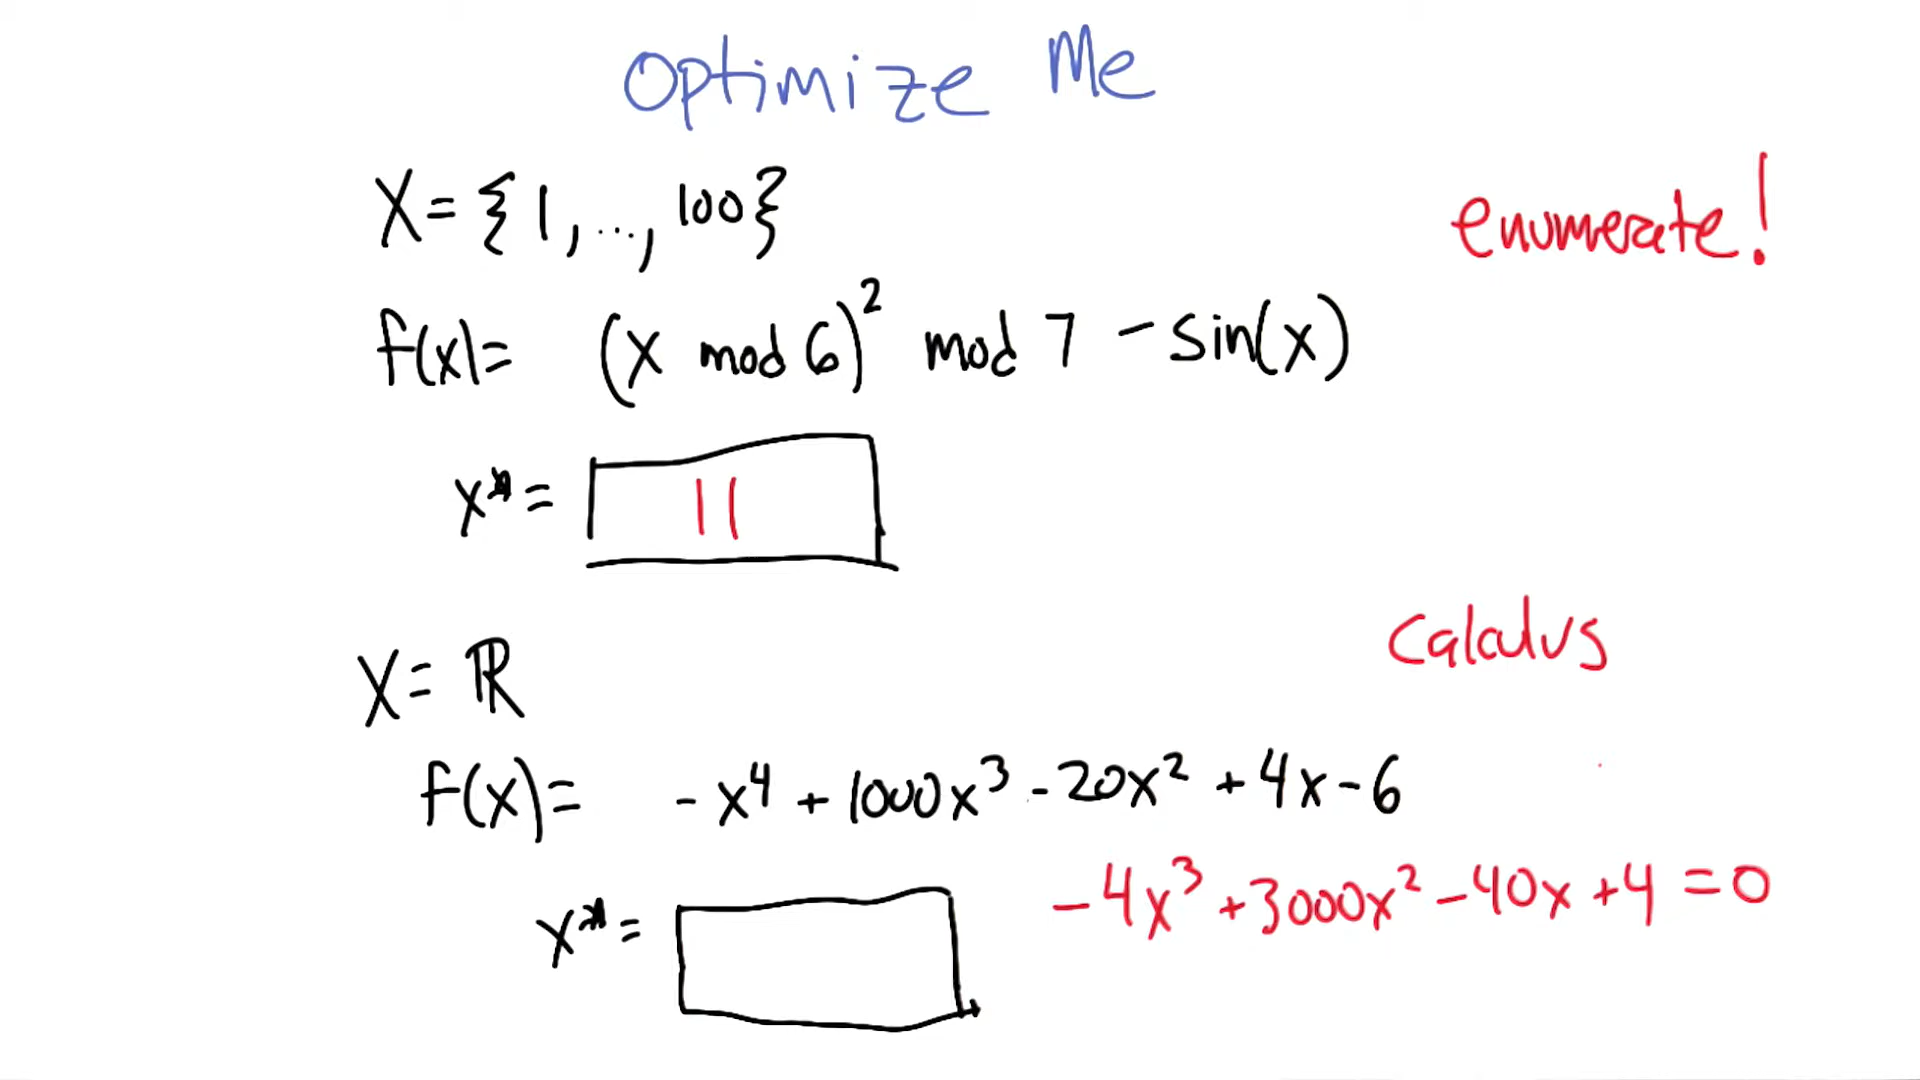 Optimize Me
X = {1, ..., 100}
enumerate!
f(x) = (x mod 6)² mod 7 - sin(x)
x* = 11
X = ℝ
calculus
f(x) = -x⁴ + 1000x³ - 20x² + 4x - 6
x* =
-4x³ + 3000x² - 40x + 4 = 0